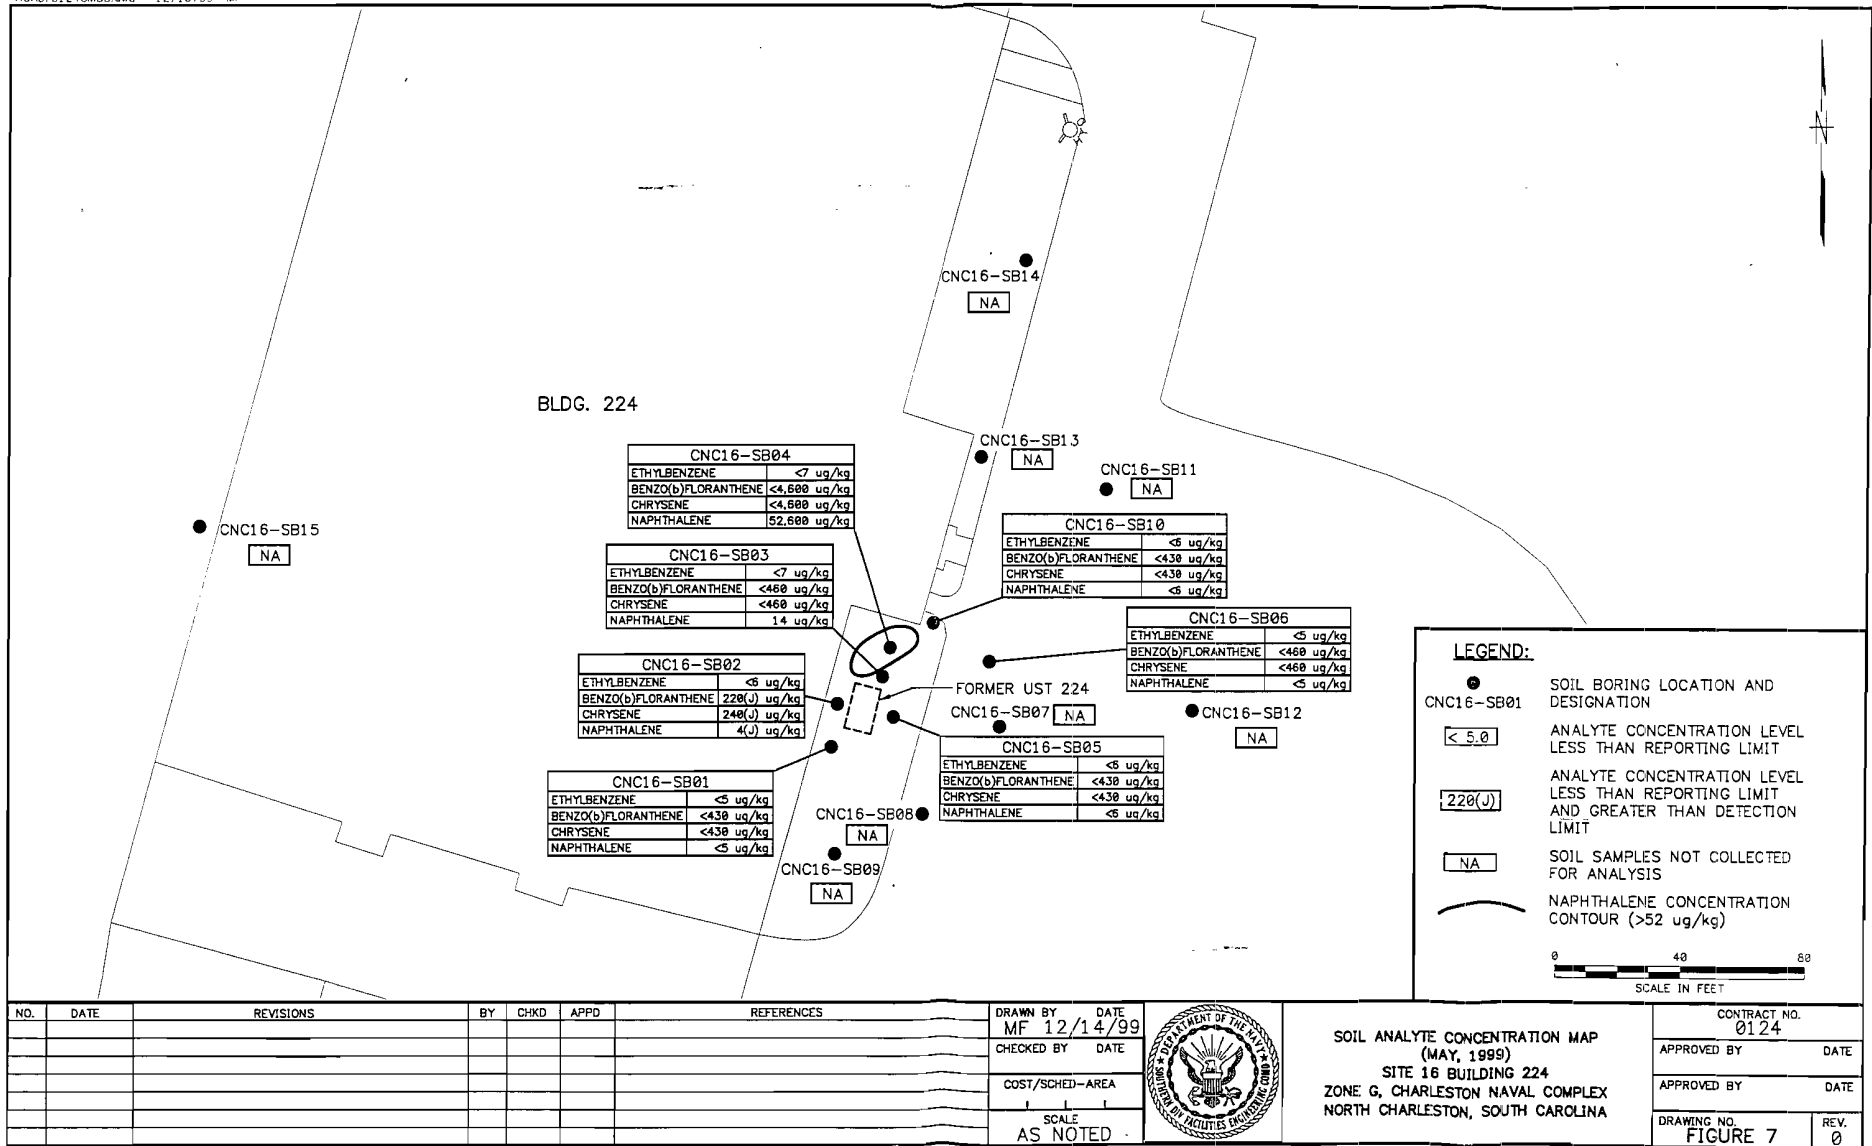 N
CNC16-SB14
NA
BLDG. 224
CNC16-SB13
NA
CNC16-SB11
NA
CNC16-SB15
NA
CNC16-SB04
ETHYLBENZENE <7 ug/kg
BENZO(b)FLORANTHENE <4,600 ug/kg
CHRYSENE <4,600 ug/kg
NAPHTHALENE 52,600 ug/kg
CNC16-SB10
ETHYLBENZENE <6 ug/kg
BENZO(b)FLORANTHENE <430 ug/kg
CHRYSENE <430 ug/kg
NAPHTHALENE <6 ug/kg
CNC16-SB03
ETHYLBENZENE <7 ug/kg
BENZO(b)FLORANTHENE <460 ug/kg
CHRYSENE <460 ug/kg
NAPHTHALENE 14 ug/kg
CNC16-SB06
ETHYLBENZENE <5 ug/kg
BENZO(b)FLORANTHENE <460 ug/kg
CHRYSENE <460 ug/kg
NAPHTHALENE <5 ug/kg
CNC16-SB02
ETHYLBENZENE <6 ug/kg
BENZO(b)FLORANTHENE 220(J) ug/kg
CHRYSENE 240(J) ug/kg
NAPHTHALENE 4(J) ug/kg
FORMER UST 224
CNC16-SB07 NA
CNC16-SB12
NA
CNC16-SB05
ETHYLBENZENE <6 ug/kg
BENZO(b)FLORANTHENE <430 ug/kg
CHRYSENE <430 ug/kg
NAPHTHALENE <6 ug/kg
CNC16-SB01
ETHYLBENZENE <5 ug/kg
BENZO(b)FLORANTHENE <430 ug/kg
CHRYSENE <430 ug/kg
NAPHTHALENE <5 ug/kg
CNC16-SB08
NA
CNC16-SB09
NA
LEGEND:
CNC16-SB01
SOIL BORING LOCATION AND
DESIGNATION
< 5.0
ANALYTE CONCENTRATION LEVEL
LESS THAN REPORTING LIMIT
220(J)
ANALYTE CONCENTRATION LEVEL
LESS THAN REPORTING LIMIT
AND GREATER THAN DETECTION
LIMIT
NA
SOIL SAMPLES NOT COLLECTED
FOR ANALYSIS
NAPHTHALENE CONCENTRATION
CONTOUR (>52 ug/kg)
0 40 80
SCALE IN FEET
NO. DATE REVISIONS BY CHKD APPD REFERENCES
DRAWN BY DATE
MF 12/14/99
CHECKED BY DATE
COST/SCHED-AREA
SCALE
AS NOTED
DEPARTMENT OF THE NAVY
SOUTHERN DIV FACILITIES ENGINEERING COMD
SOIL ANALYTE CONCENTRATION MAP
(MAY, 1999)
SITE 16 BUILDING 224
ZONE G, CHARLESTON NAVAL COMPLEX
NORTH CHARLESTON, SOUTH CAROLINA
CONTRACT NO.
0124
APPROVED BY DATE
APPROVED BY DATE
DRAWING NO.
FIGURE 7
REV.
0